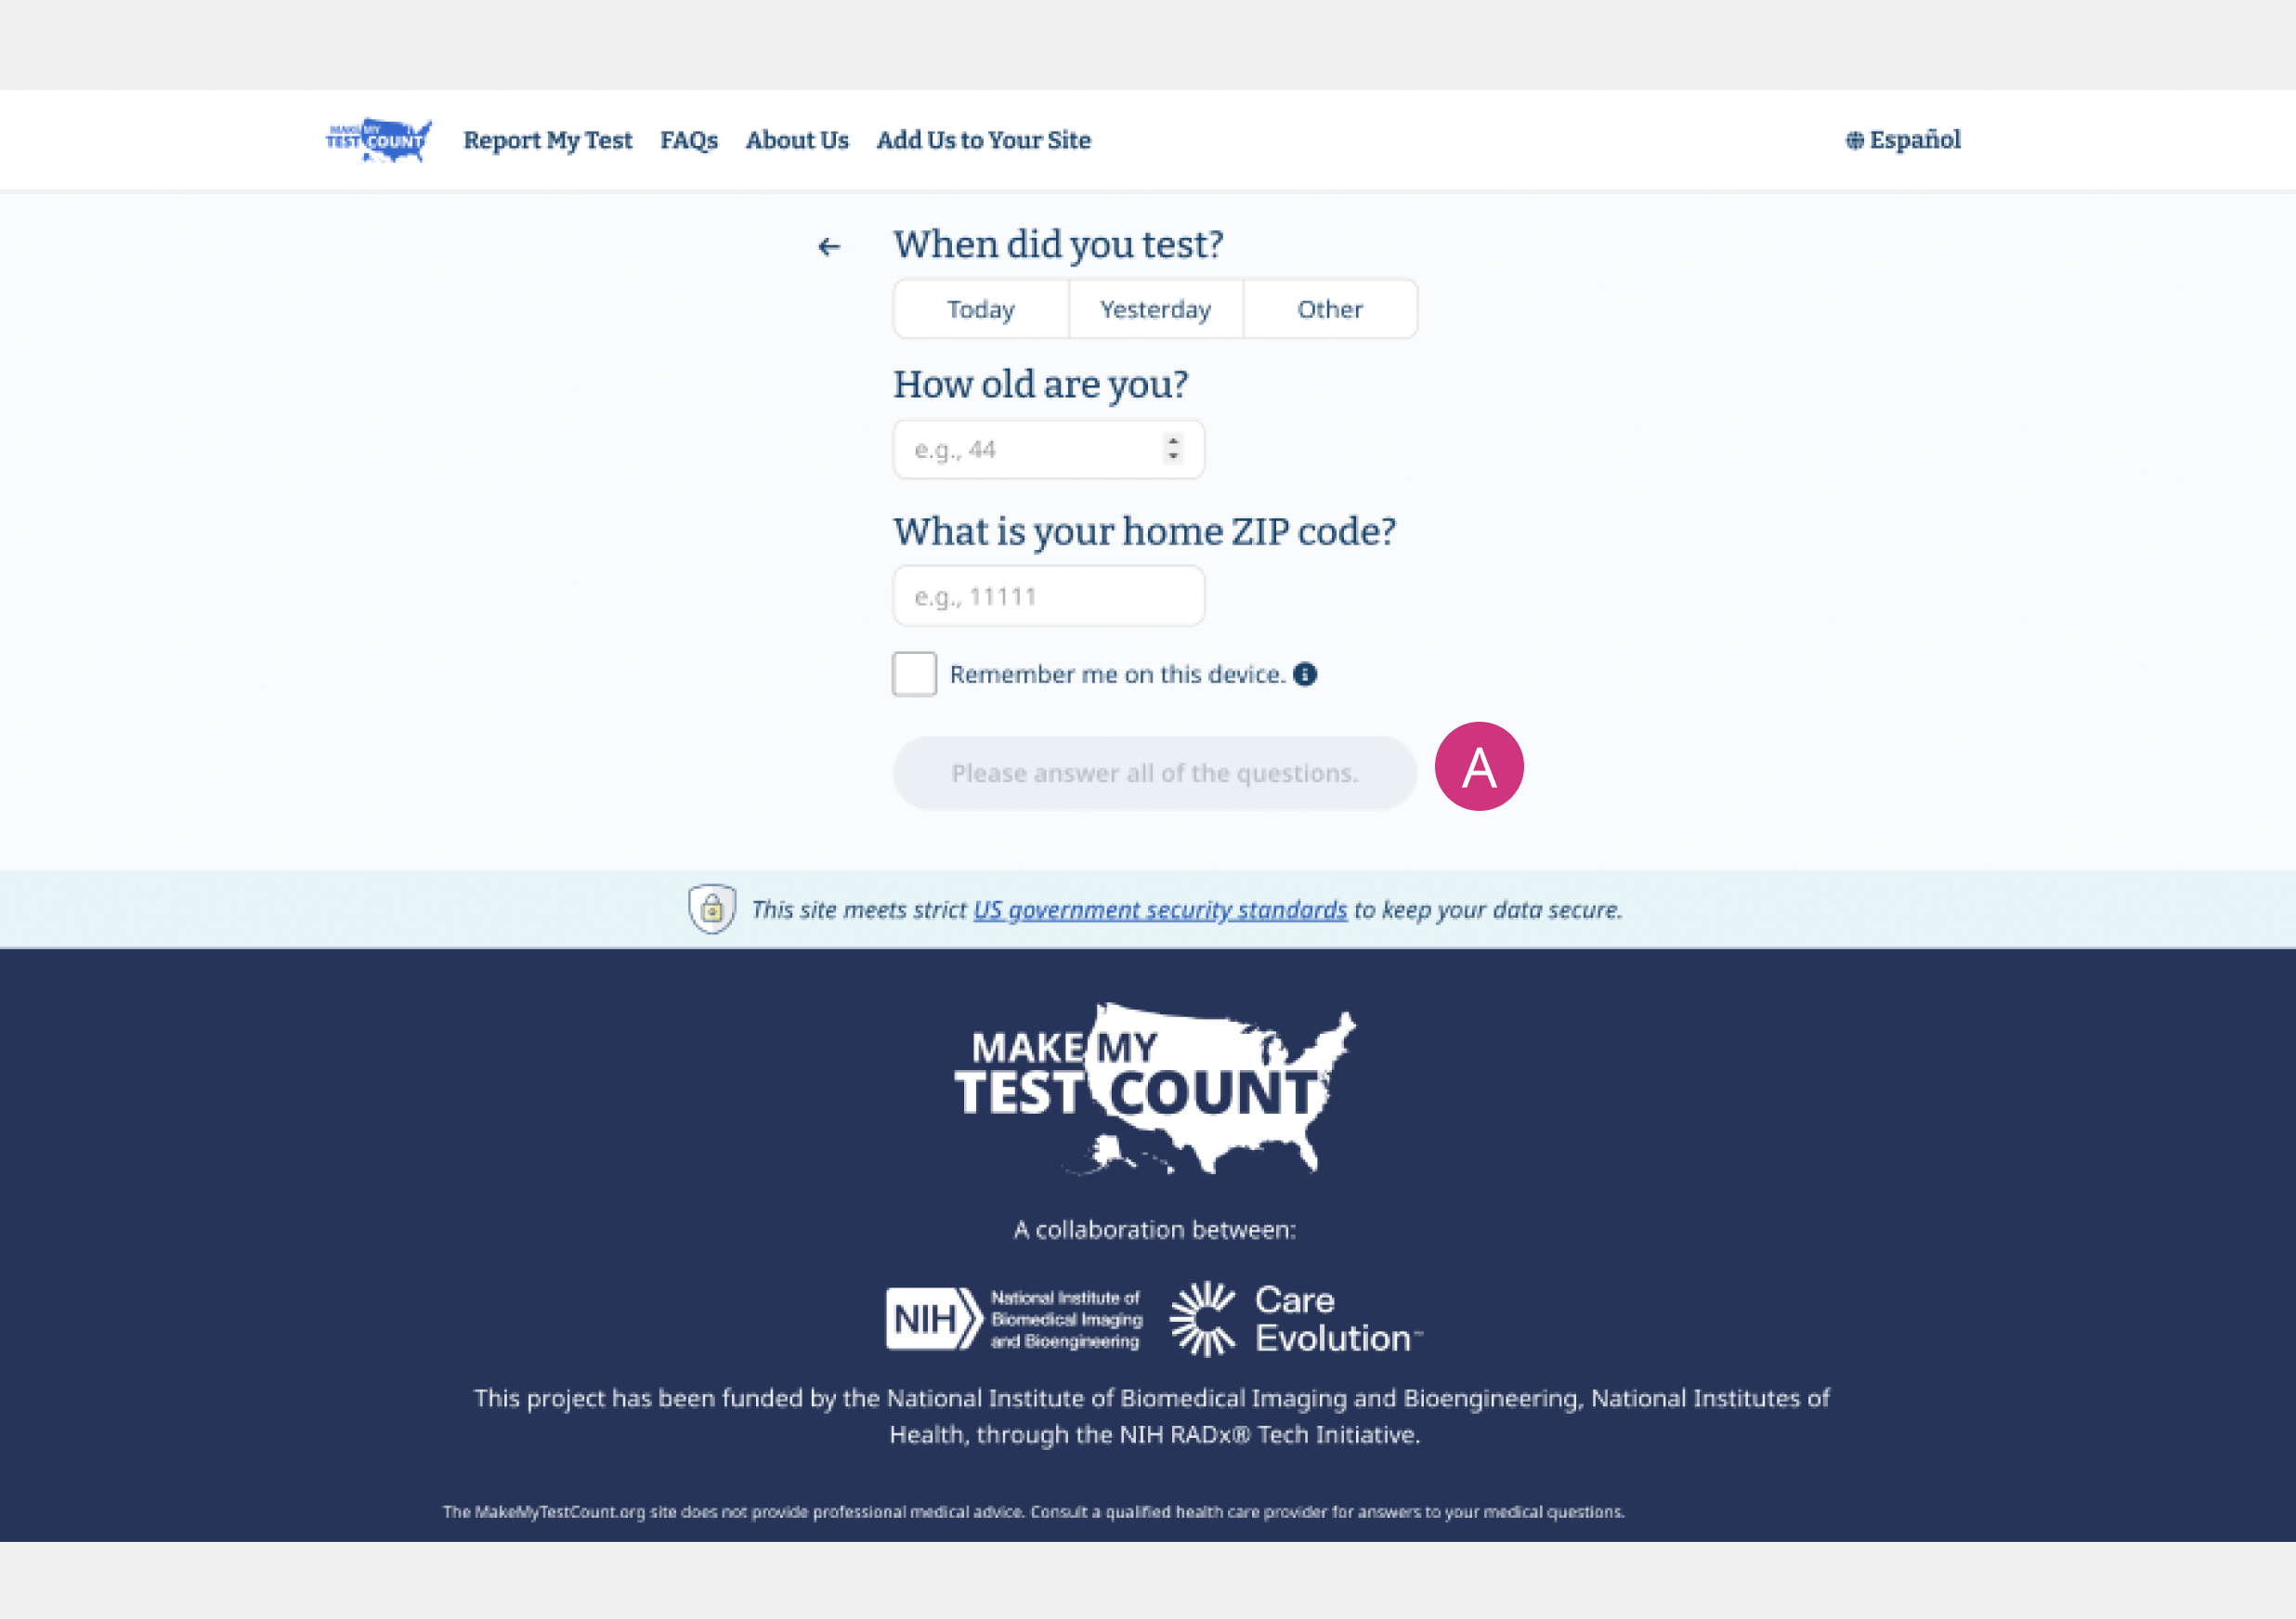 MAKE MY
TEST COUNT
Report My Test FAQs About Us Add Us to Your Site Español
When did you test?
Today Yesterday Other
How old are you?
e.g., 44
What is your home ZIP code?
e.g., 11111
Remember me on this device.
Please answer all of the questions.
A
This site meets strict US government security standards to keep your data secure.
MAKE MY
TEST COUNT
A collaboration between:
NIH National Institute of
Biomedical Imaging
and Bioengineering
Care
Evolution™
This project has been funded by the National Institute of Biomedical Imaging and Bioengineering, National Institutes of
Health, through the NIH RADx® Tech Initiative.
The MakeMyTestCount.org site does not provide professional medical advice. Consult a qualified health care provider for answers to your medical questions.